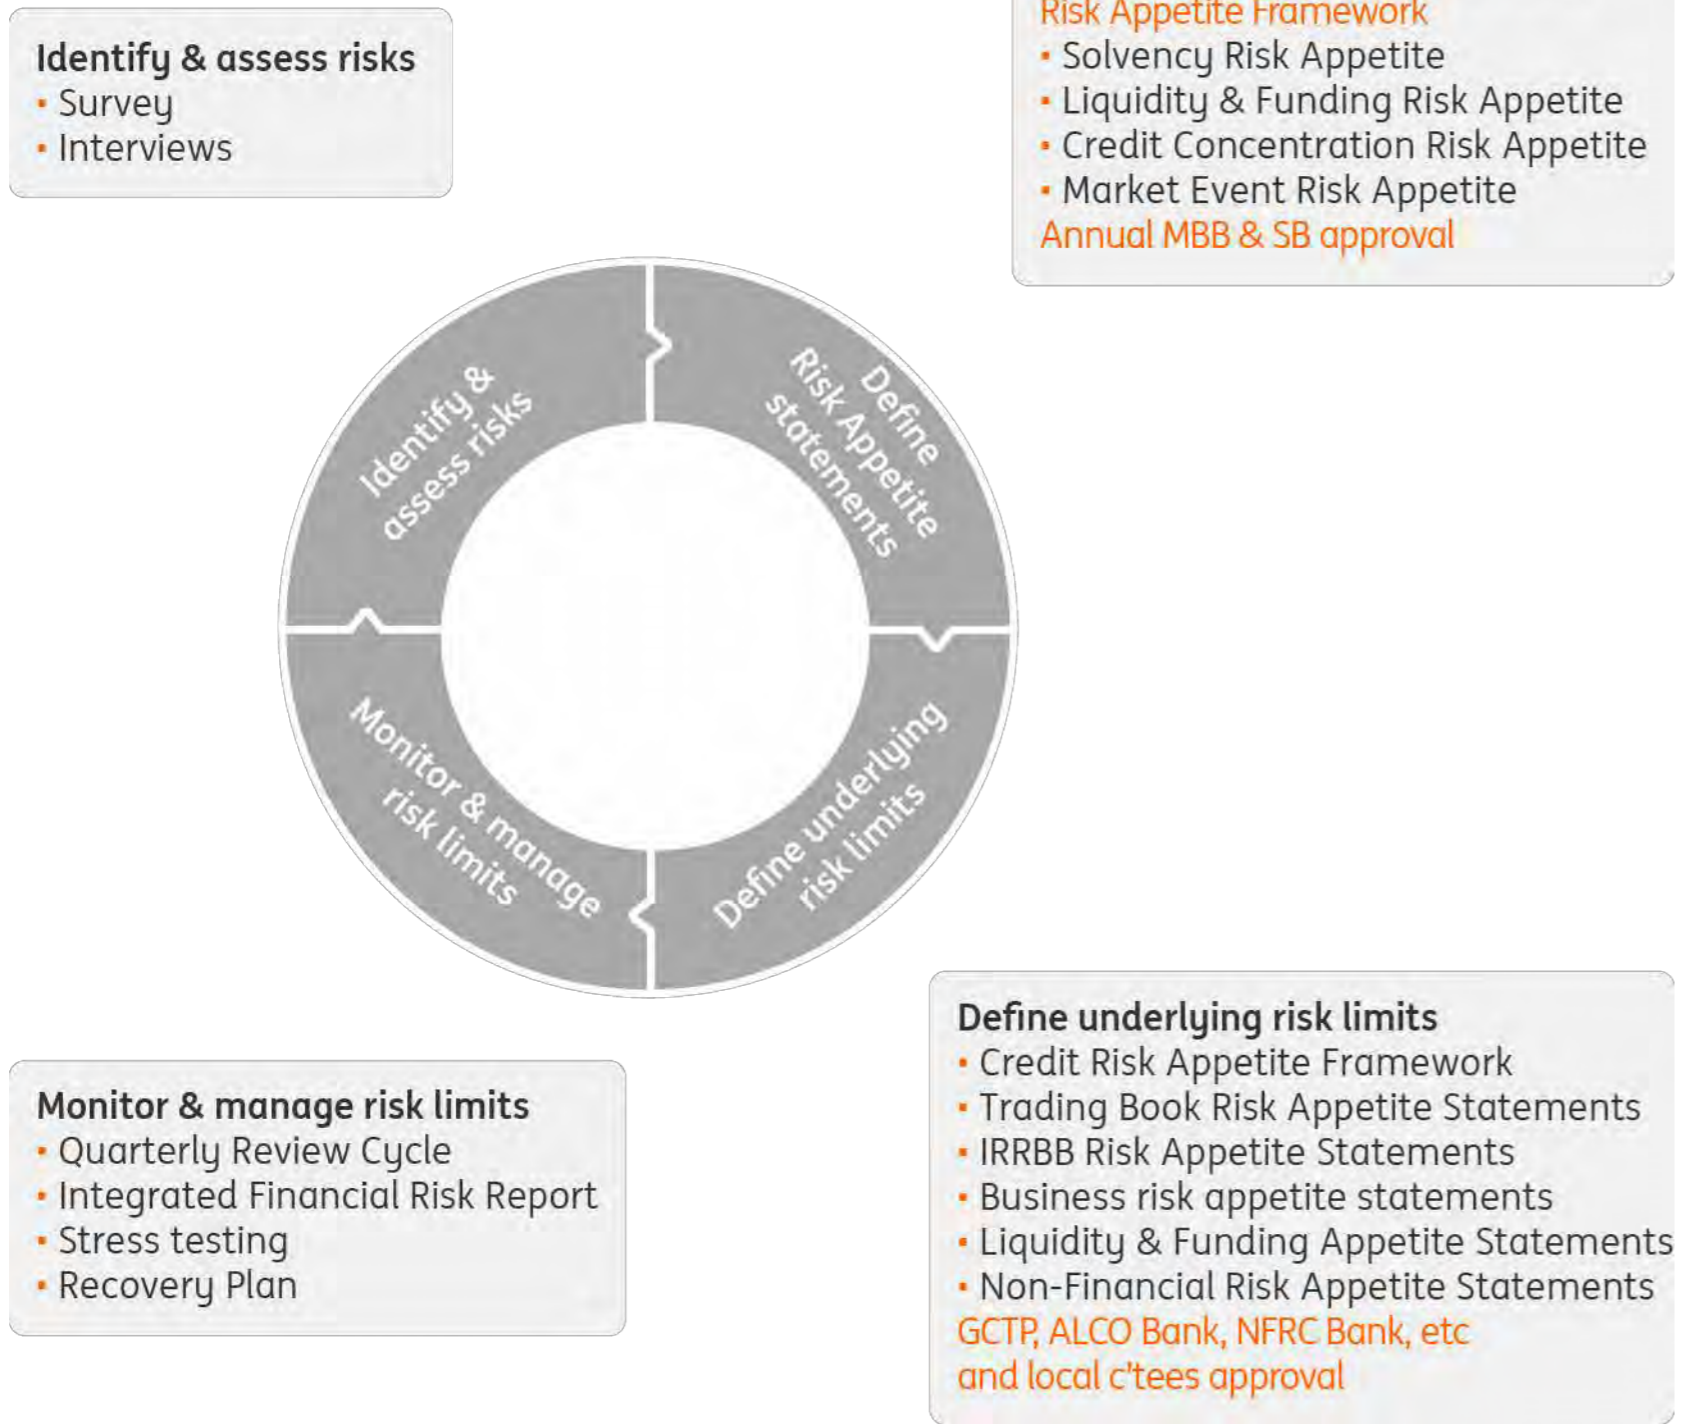 Identify & assess risks
• Survey
• Interviews
Risk Appetite Framework
• Solvency Risk Appetite
• Liquidity & Funding Risk Appetite
• Credit Concentration Risk Appetite
• Market Event Risk Appetite
Annual MBB & SB approval
Identify &
assess risks
Define
Risk Appetite
statements
Monitor & manage
risk limits
Define underlying
risk limits
Monitor & manage risk limits
• Quarterly Review Cycle
• Integrated Financial Risk Report
• Stress testing
• Recovery Plan
Define underlying risk limits
• Credit Risk Appetite Framework
• Trading Book Risk Appetite Statements
• IRRBB Risk Appetite Statements
• Business risk appetite statements
• Liquidity & Funding Appetite Statements
• Non-Financial Risk Appetite Statements
GCTP, ALCO Bank, NFRC Bank, etc
and local c'tees approval